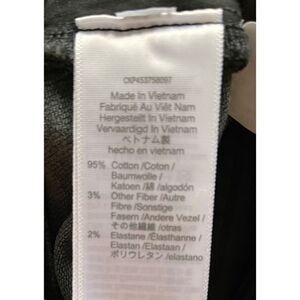 CKP453758097
Made In Vietnam
Fabriqué Au Viêt Nam
Hergestellt In Vietnam
Vervaardigd In Vietnam
ベトナム製
hecho en vietnam
95% Cotton /Coton /
Baumwolle /
Katoen /綿 /algodón
3% Other Fiber /Autre
Fibre /Sonstige
Fasern /Andere Vezel /
その他繊維 /otras
2% Elastane /Élasthanne /
Elastan /Elastaan /
ポリウレタン /elastano